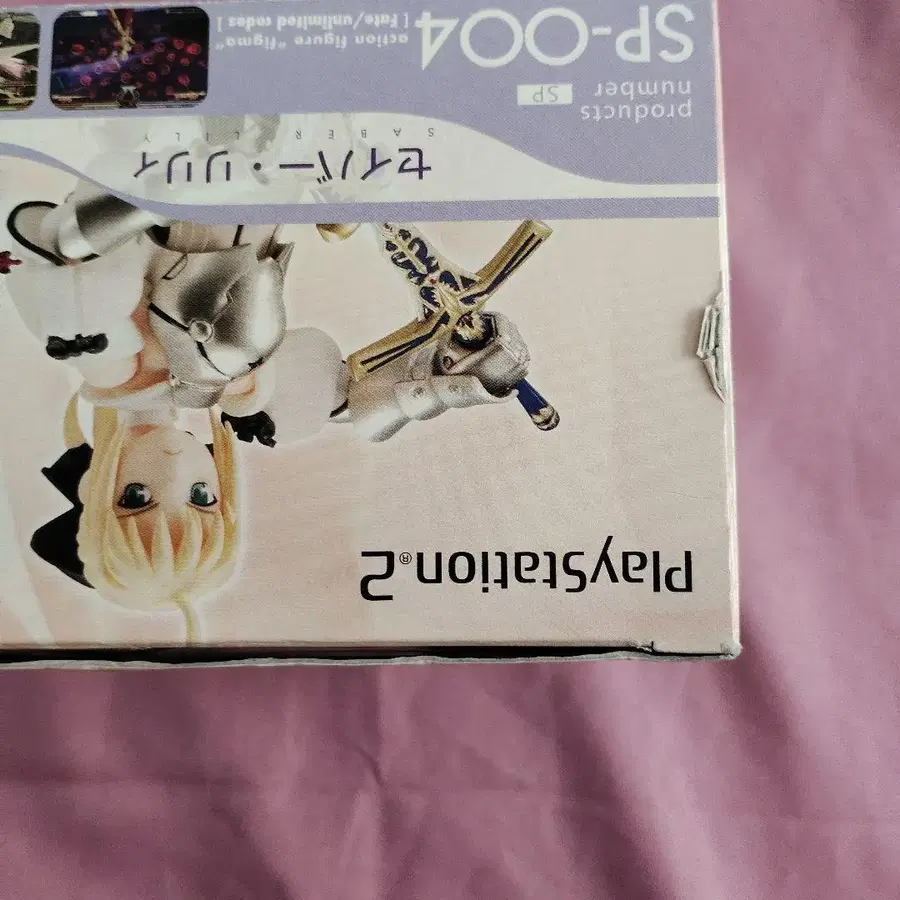 PlayStation®2
セイバー・リリィ
SABER LILY
products
number
SP
SP-004
action figure "figma"
[ Fate/unlimited codes ]